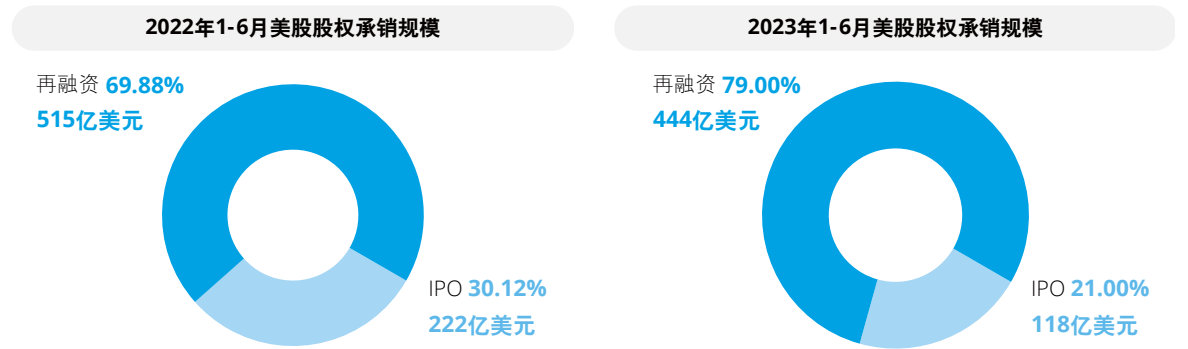 2022年1-6月美股股权承销规模
再融资 69.88%
515亿美元
IPO 30.12%
222亿美元
2023年1-6月美股股权承销规模
再融资 79.00%
444亿美元
IPO 21.00%
118亿美元